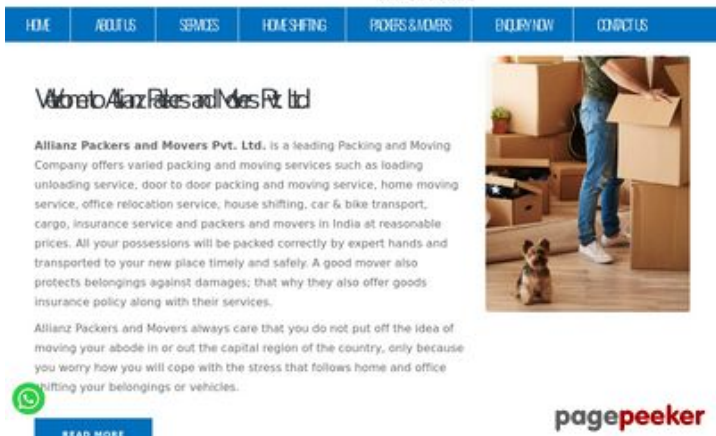 HOME ABOUT US SERVICES HOME SHIFTING PACKERS & MOVERS ENQUIRY NOW CONTACT US
Welcome to Allianz Packers and Movers Pvt. Ltd
Allianz Packers and Movers Pvt. Ltd. is a leading Packing and Moving
Company offers varied packing and moving services such as loading
unloading service, door to door packing and moving service, home moving
service, office relocation service, house shifting, car & bike transport,
cargo, insurance service and packers and movers in India at reasonable
prices. All your possessions will be packed correctly by expert hands and
transported to your new place timely and safely. A good mover also
protects belongings against damages; that why they also offer goods
insurance policy along with their services.
Allianz Packers and Movers always care that you do not put off the idea of
moving your abode in or out the capital region of the country, only because
you worry how you will cope with the stress that follows home and office
shifting your belongings or vehicles.
READ MORE
pagepeeker